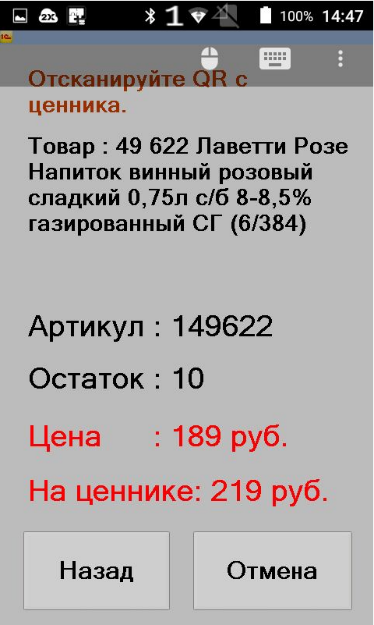 2X 1 100% 14:47
1С
Отсканируйте QR с
ценника.
Товар : 49 622 Лаветти Розе
Напиток винный розовый
сладкий 0,75л с/б 8-8,5%
газированный СГ (6/384)
Артикул : 149622
Остаток : 10
Цена : 189 руб.
На ценнике: 219 руб.
Назад Отмена